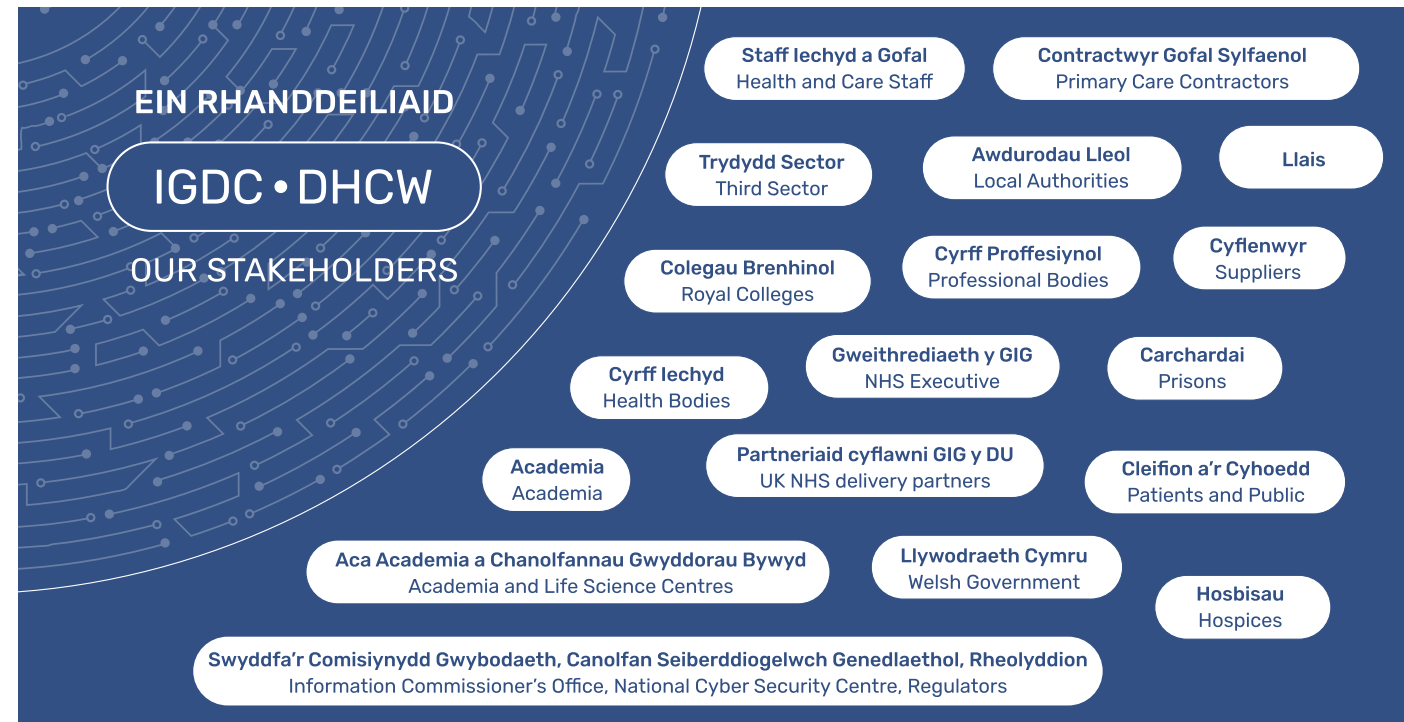 EIN RHANDDEILIAID
IGDC • DHCW
OUR STAKEHOLDERS
Staff Iechyd a Gofal
Health and Care Staff
Contractwyr Gofal Sylfaenol
Primary Care Contractors
Trydydd Sector
Third Sector
Awdurodau Lleol
Local Authorities
Llais
Colegau Brenhinol
Royal Colleges
Cyrff Proffesiynol
Professional Bodies
Cyflenwyr
Suppliers
Cyrff Iechyd
Health Bodies
Gweithrediaeth y GIG
NHS Executive
Carchardai
Prisons
Academia
Academia
Partneriaid cyflawni GIG y DU
UK NHS delivery partners
Cleifion a'r Cyhoedd
Patients and Public
Aca Academia a Chanolfannau Gwyddorau Bywyd
Academia and Life Science Centres
Llywodraeth Cymru
Welsh Government
Hosbisau
Hospices
Swyddfa'r Comisiynydd Gwybodaeth, Canolfan Seiberddiogelwch Genedlaethol, Rheolyddion
Information Commissioner's Office, National Cyber Security Centre, Regulators